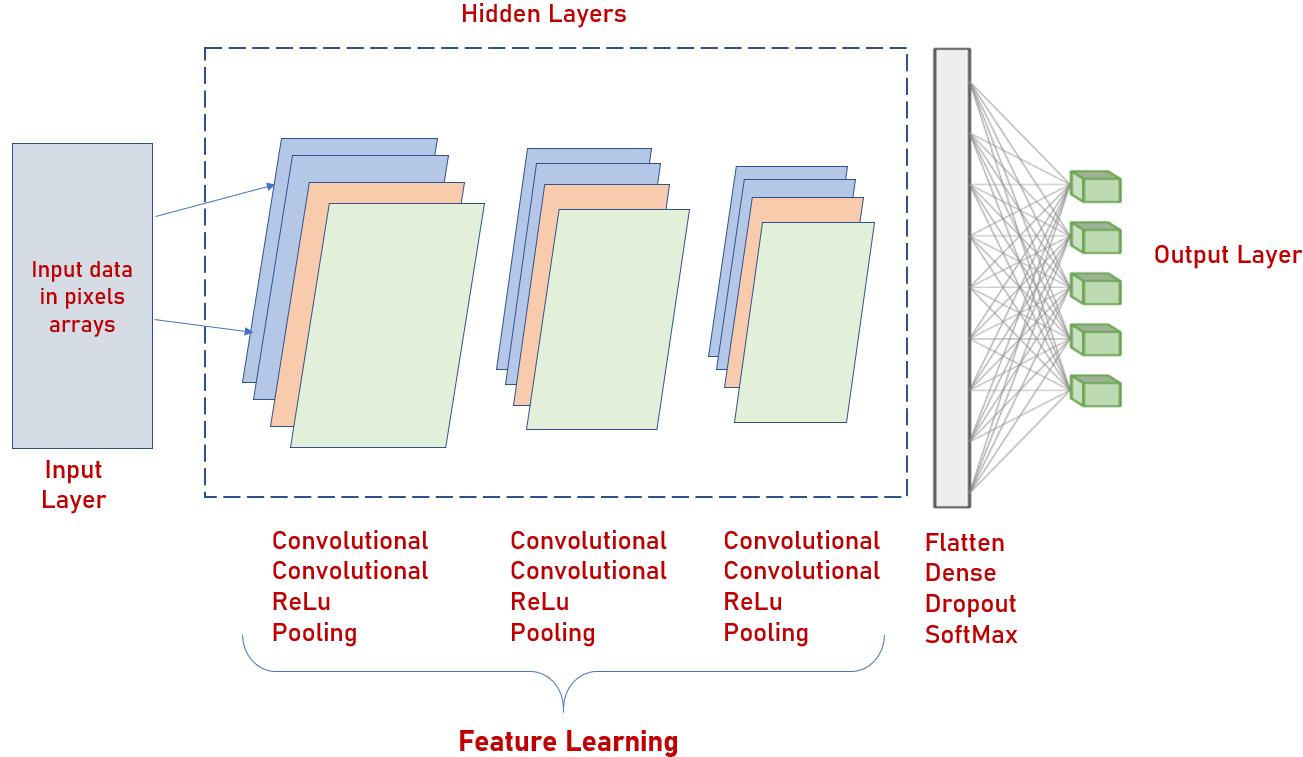 Hidden Layers
Input data
in pixels
arrays
Input
Layer
Output Layer
Convolutional
Convolutional
ReLu
Pooling
Convolutional
Convolutional
ReLu
Pooling
Convolutional
Convolutional
ReLu
Pooling
Flatten
Dense
Dropout
SoftMax
Feature Learning